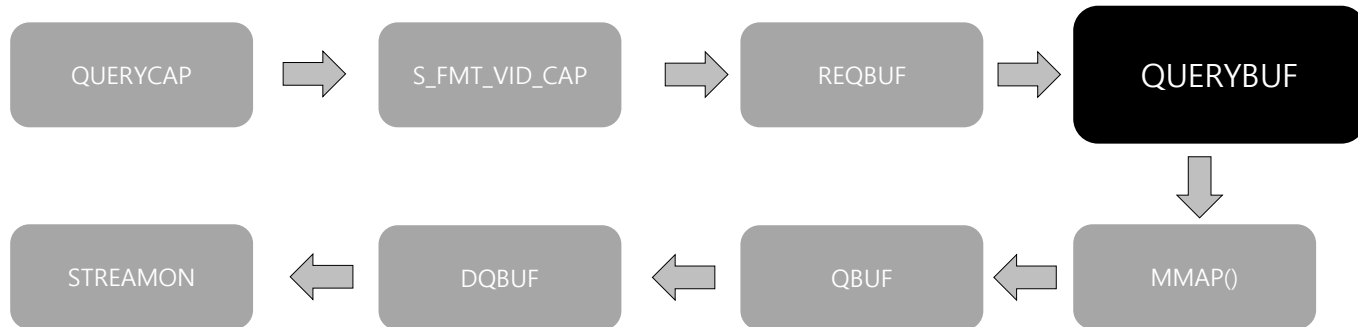 QUERYCAP
S_FMT_VID_CAP
REQBUF
QUERYBUF
MMAP()
QBUF
DQBUF
STREAMON